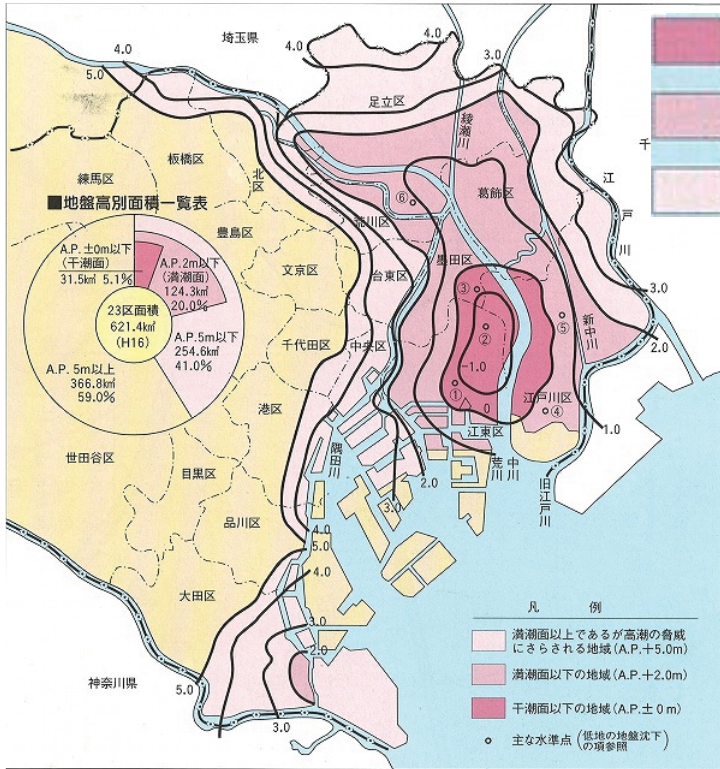 埼玉県
4.0
5.0
4.0
3.0
足立区
綾瀬川
千
板橋区
練馬区
北区
葛飾区
江戸川
⑥
荒川区
■地盤高別面積一覧表
A.P.±0m以下
(干潮面)
31.5k㎡ 5.1%
A.P.2m以下
(満潮面)
124.3k㎡
20.0%
23区面積
621.4k㎡
(H16)
A.P.5m以下
254.6k㎡
41.0%
A.P. 5m以上
366.8k㎡
59.0%
豊島区
文京区
台東区
墨田区
千代田区
中央区
③
②
⑤
新中川
3.0
2.0
-1.0
①
0
江戸川区
④
1.0
港区
江東区
隅田川
荒川
中川
旧江戸川
2.0
3.0
世田谷区
目黒区
品川区
4.0
5.0
4.0
大田区
3.0
2.0
神奈川県
5.0
3.0
凡 例
満潮面以上であるが高潮の脅威
にさらされる地域(A.P.+5.0m)
満潮面以下の地域(A.P.+2.0m)
干潮面以下の地域(A.P.±0m)
主な水準点(低地の地盤沈下
の項参照)